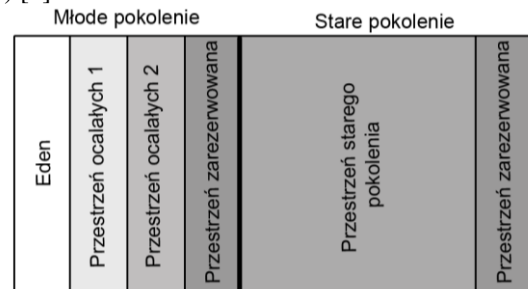 Młode pokolenie
Stare pokolenie
Eden
Przestrzeń ocalałych 1
Przestrzeń ocalałych 2
Przestrzeń zarezerwowana
Przestrzeń starego
pokolenia
Przestrzeń zarezerwowana